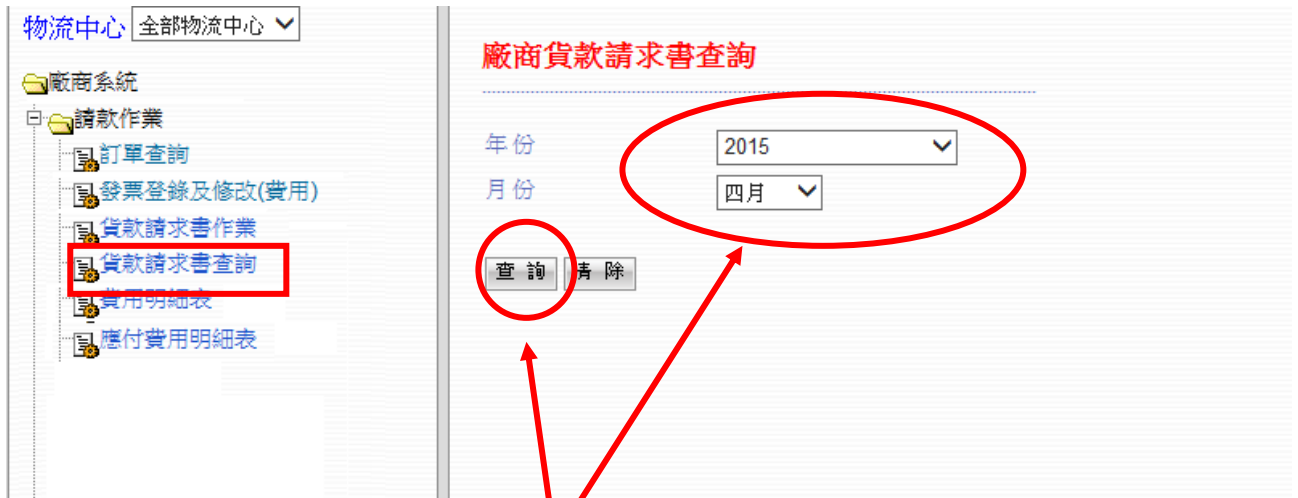 物流中心 全部物流中心
廠商系統
請款作業
訂單查詢
發票登錄及修改(費用)
貨款請求書作業
貨款請求書查詢
費用明細表
應付費用明細表
廠商貨款請求書查詢
年份 2015
月份 四月
查詢 清除